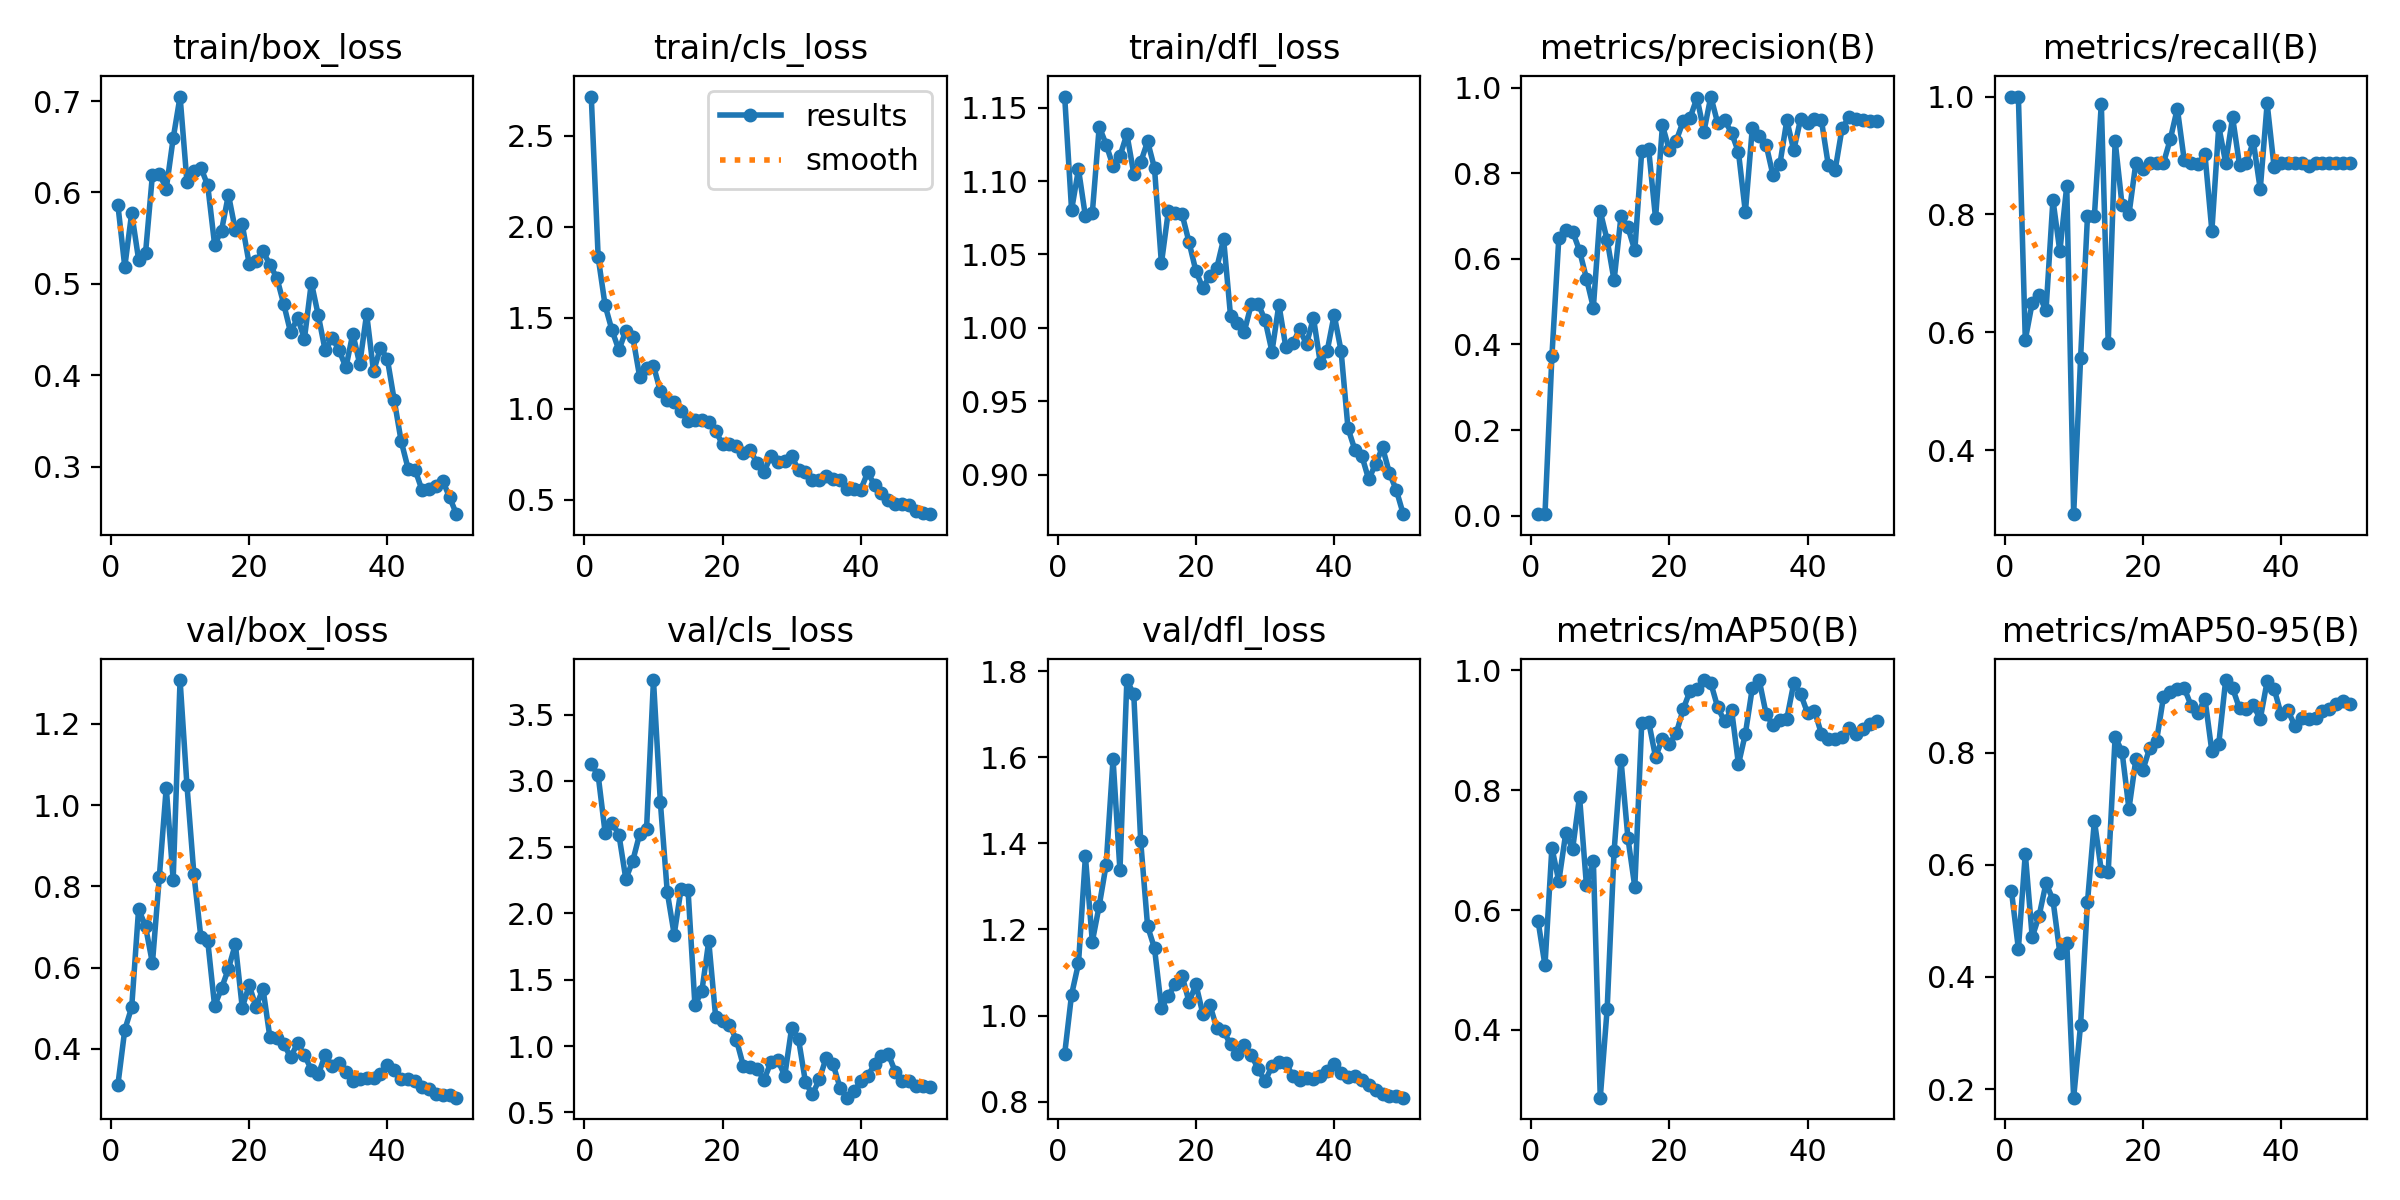 train/box_loss
0.7
0.6
0.5
0.4
0.3
0 20 40
train/cls_loss
results
smooth
2.5
2.0
1.5
1.0
0.5
0 20 40
train/dfl_loss
1.15
1.10
1.05
1.00
0.95
0.90
0 20 40
metrics/precision(B)
1.0
0.8
0.6
0.4
0.2
0.0
0 20 40
metrics/recall(B)
1.0
0.8
0.6
0.4
0 20 40
val/box_loss
1.2
1.0
0.8
0.6
0.4
0 20 40
val/cls_loss
3.5
3.0
2.5
2.0
1.5
1.0
0.5
0 20 40
val/dfl_loss
1.8
1.6
1.4
1.2
1.0
0.8
0 20 40
metrics/mAP50(B)
1.0
0.8
0.6
0.4
0 20 40
metrics/mAP50-95(B)
0.8
0.6
0.4
0.2
0 20 40